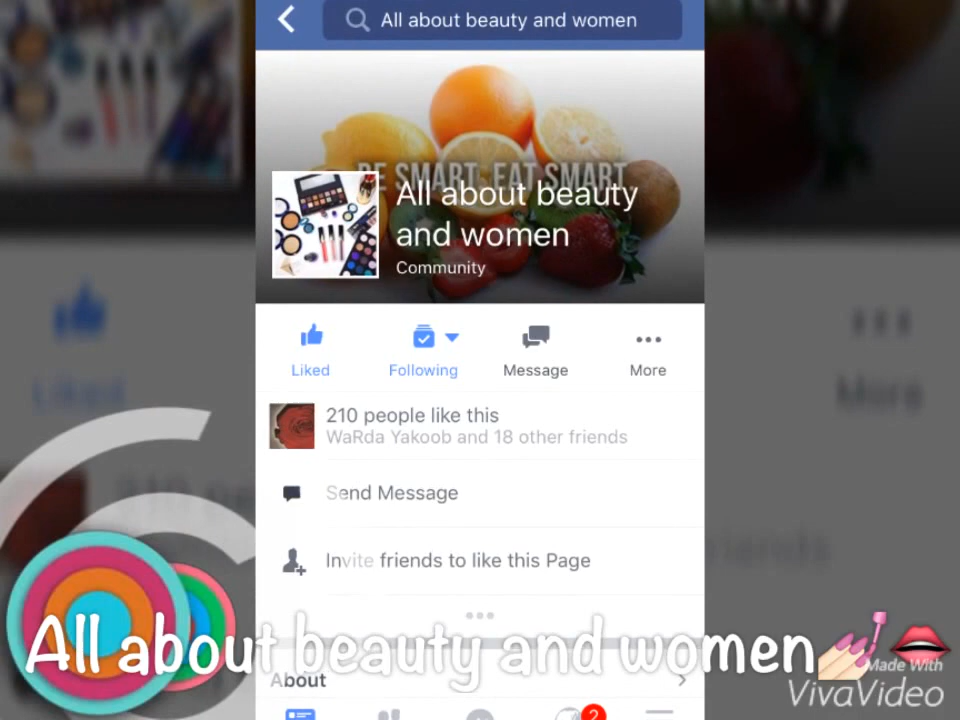 All about beauty and women
BE SMART, EAT SMART
All about beauty
and women
Community
Liked
Following
Message
More
210 people like this
WaRda Yakoob and 18 other friends
Send Message
Invite friends to like this Page
All about beauty and women
Made With
VivaVideo
About
2